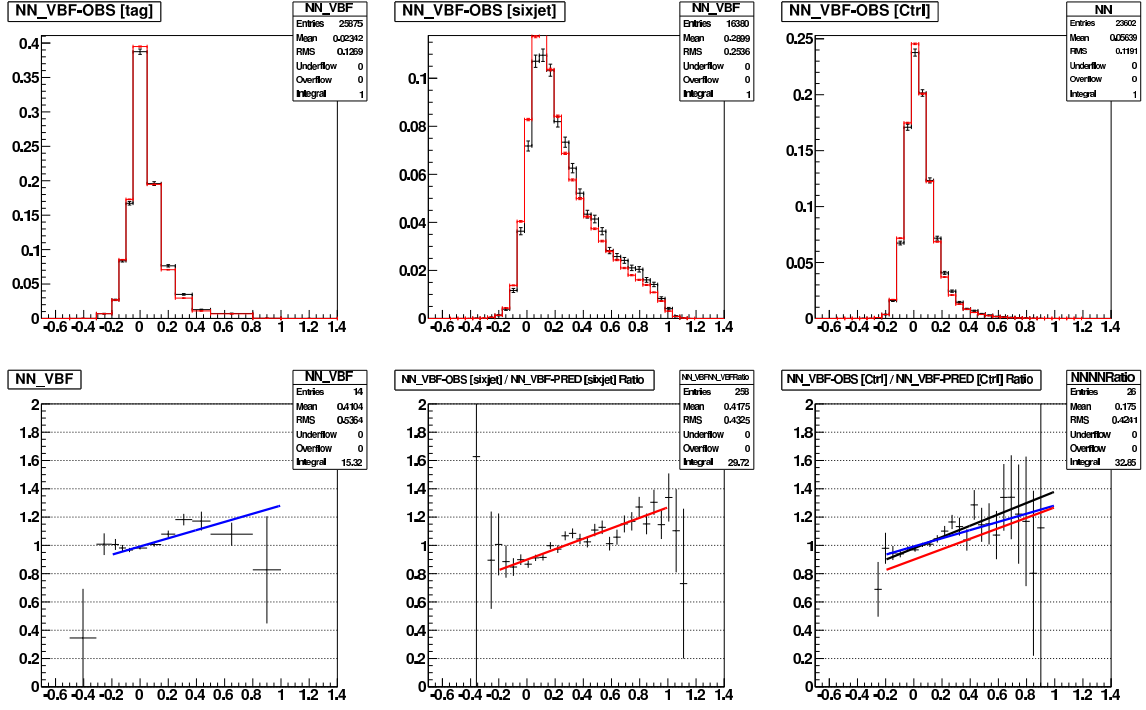 NN_VBF-OBS [tag]
NN_VBF
Entries 25875
Mean 0.02342
RMS 0.1269
Underflow 0
Overflow 0
Integral 1
0.4
0.35
0.3
0.25
0.2
0.15
0.1
0.05
0
-0.6 -0.4 -0.2 0 0.2 0.4 0.6 0.8 1 1.2 1.4
NN_VBF-OBS [sixjet]
NN_VBF
Entries 16380
Mean 0.2899
RMS 0.2536
Underflow 0
Overflow 0
Integral 1
0.1
0.08
0.06
0.04
0.02
0
-0.6 -0.4 -0.2 0 0.2 0.4 0.6 0.8 1 1.2 1.4
NN_VBF-OBS [Ctrl]
NN
Entries 23602
Mean 0.05639
RMS 0.1191
Underflow 0
Overflow 0
Integral 1
0.25
0.2
0.15
0.1
0.05
0
-0.6 -0.4 -0.2 0 0.2 0.4 0.6 0.8 1 1.2 1.4
NN_VBF
NN_VBF
Entries 14
Mean 0.4104
RMS 0.5364
Underflow 0
Overflow 0
Integral 15.32
2
1.8
1.6
1.4
1.2
1
0.8
0.6
0.4
0.2
0
-0.6 -0.4 -0.2 0 0.2 0.4 0.6 0.8 1 1.2 1.4
NN_VBF-OBS [sixjet] / NN_VBF-PRED [sixjet] Ratio
NN_VBFNN_VBFRatio
Entries 258
Mean 0.4175
RMS 0.4325
Underflow 0
Overflow 0
Integral 29.72
2
1.8
1.6
1.4
1.2
1
0.8
0.6
0.4
0.2
0
-0.6 -0.4 -0.2 0 0.2 0.4 0.6 0.8 1 1.2 1.4
NN_VBF-OBS [Ctrl] / NN_VBF-PRED [Ctrl] Ratio
NNNNRatio
Entries 26
Mean 0.175
RMS 0.4241
Underflow 0
Overflow 0
Integral 32.85
2
1.8
1.6
1.4
1.2
1
0.8
0.6
0.4
0.2
0
-0.6 -0.4 -0.2 0 0.2 0.4 0.6 0.8 1 1.2 1.4